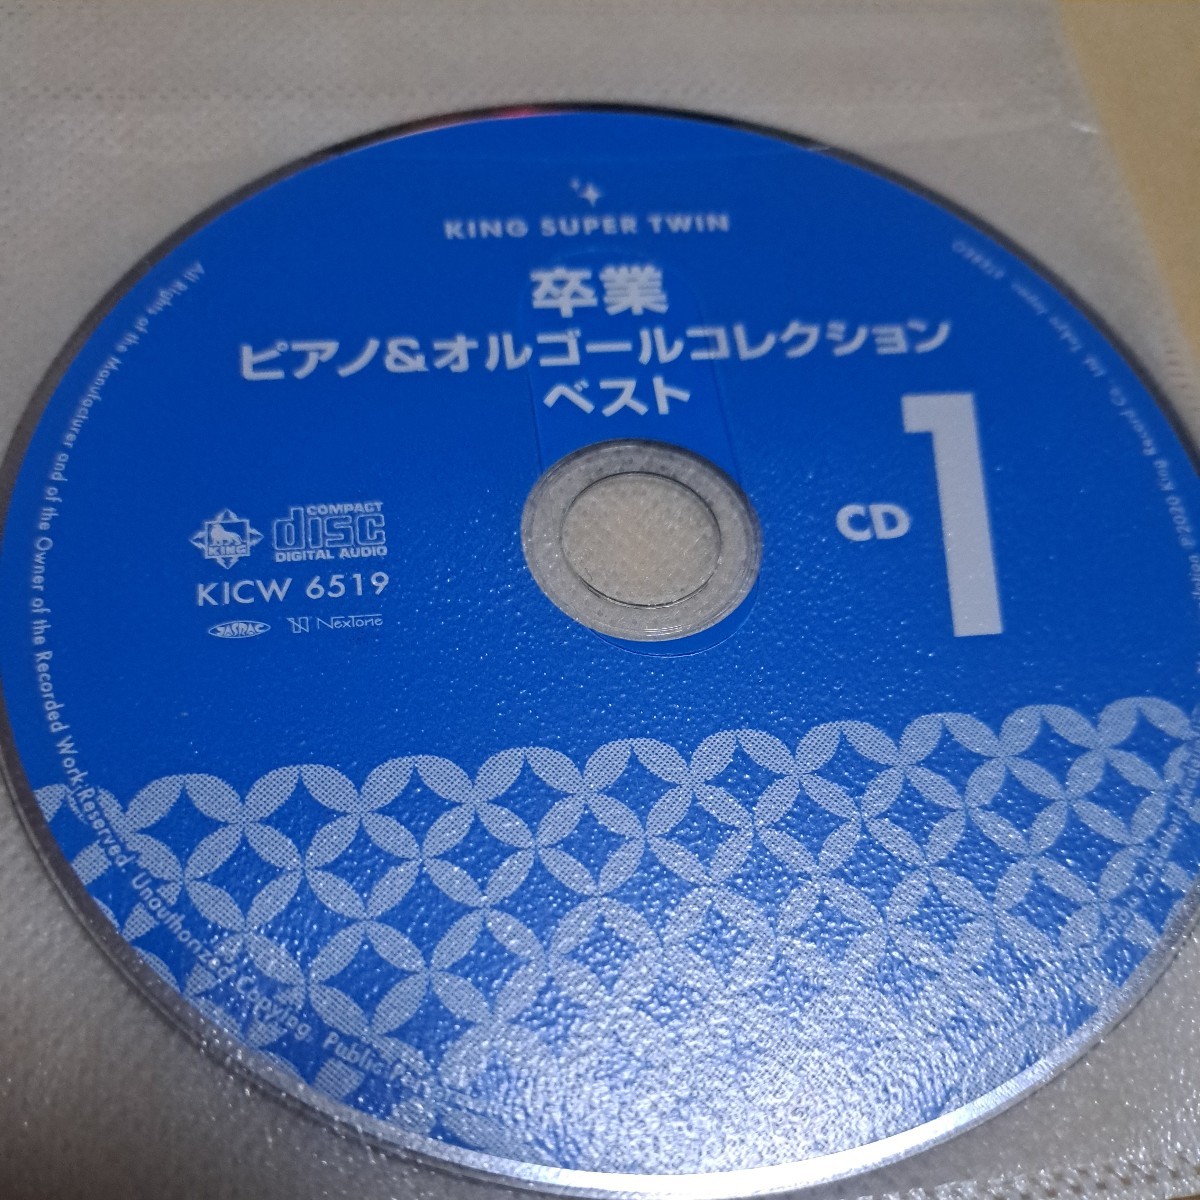 KING SUPER TWIN
卒業
ピアノ&オルゴールコレクション
ベスト
CD 1
KING
COMPACT
disc
DIGITAL AUDIO
KICW 6519
JASRAC
NexTone
All Rights of the Manufacturer and of the Owner of the Recorded Work Reserved Unauthorized Copying Public
℗2020 King Record Co., Ltd. Tokyo Japan STEREO